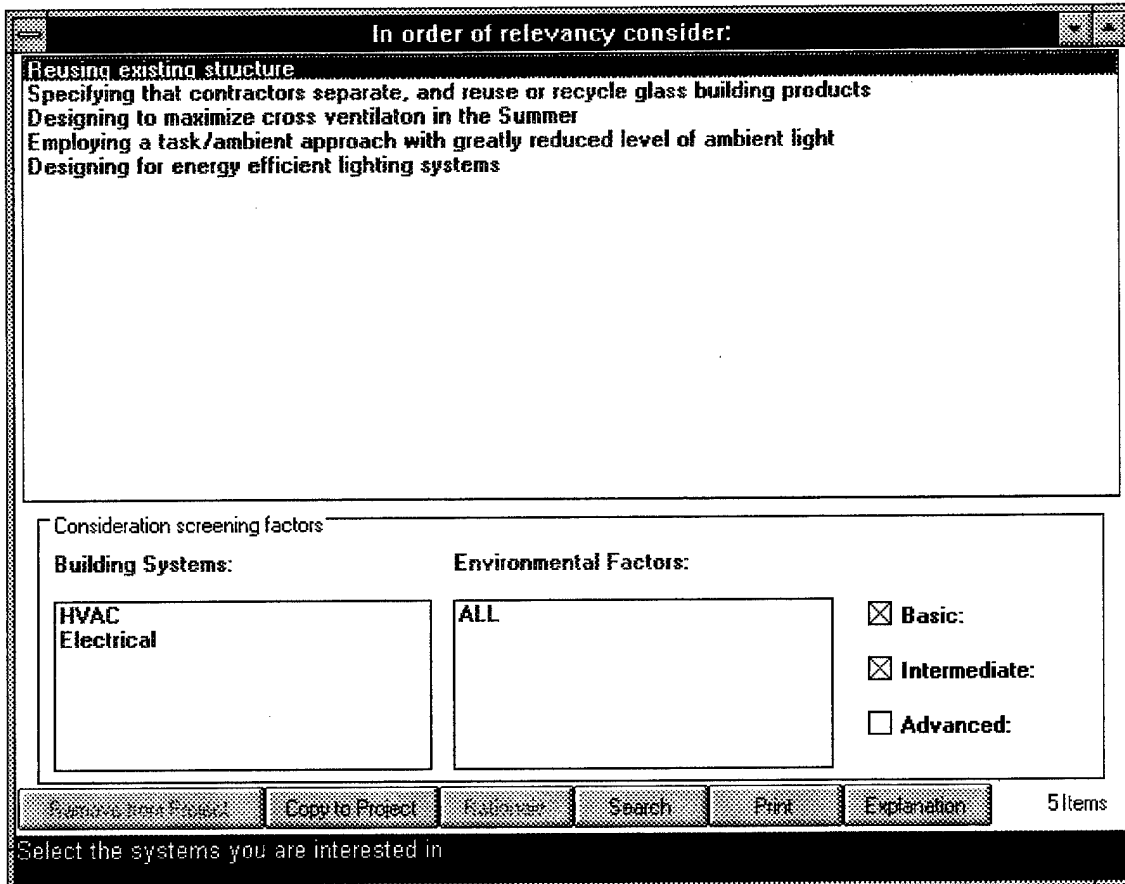 In order of relevancy consider:
Reusing existing structure
Specifying that contractors separate, and reuse or recycle glass building products
Designing to maximize cross ventilaton in the Summer
Employing a task/ambient approach with greatly reduced level of ambient light
Designing for energy efficient lighting systems
Consideration screening factors
Building Systems:
Environmental Factors:
HVAC
Electrical
ALL
Basic:
Intermediate:
Advanced:
Remove from Project
Copy to Project
Search
Print
Explanation
5 Items
Select the systems you are interested in